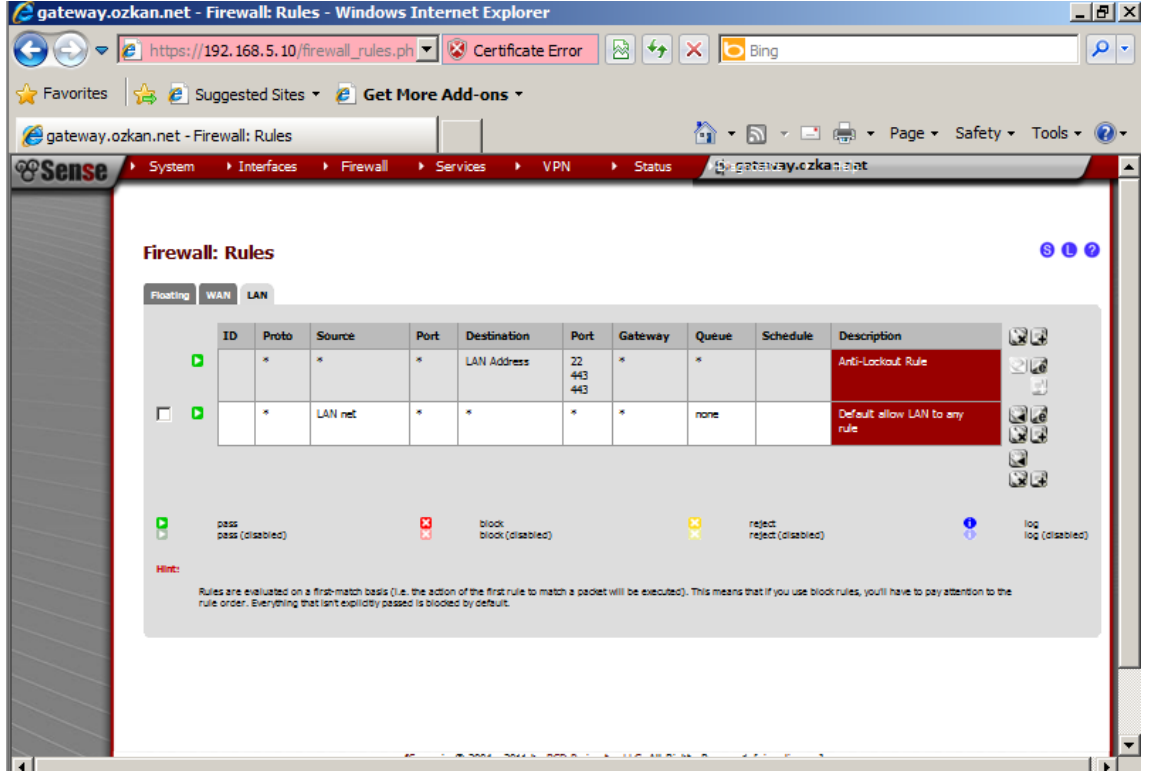 gateway.ozkan.net - Firewall: Rules - Windows Internet Explorer
https://192.168.5.10/firewall_rules.ph
Certificate Error
Bing
Favorites
Suggested Sites
Get More Add-ons
gateway.ozkan.net - Firewall: Rules
Page
Safety
Tools
Sense
System
Interfaces
Firewall
Services
VPN
Status
Firewall: Rules
S L ?
Floating WAN LAN
ID Proto Source Port Destination Port Gateway Queue Schedule Description
* * * LAN Address 22 * * Anti-Lockout Rule
443
443
* LAN net * * * * none Default allow LAN to any
rule
pass block reject log
pass (disabled) block (disabled) reject (disabled) log (disabled)
Hint:
Rules are evaluated on a first-match basis (i.e. the action of the first rule to match a packet will be executed). This means that if you use block rules, you'll have to pay attention to the
rule order. Everything that isn't explicitly passed is blocked by default.